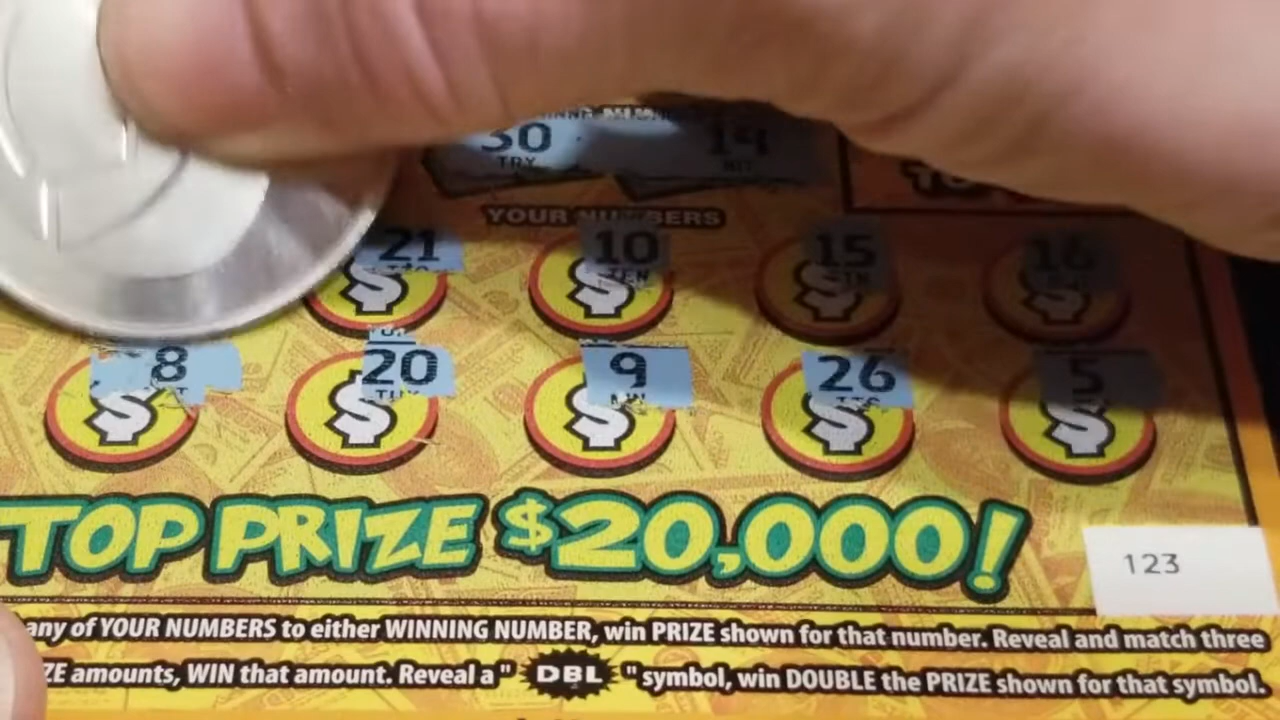 30 14
TRY
YOUR NUMBERS
21 10 15 16
TEN
$ $ $ $
8 20 9 26 5
$ $ $ $ $
TOP PRIZE $20,000!
123
any of YOUR NUMBERS to either WINNING NUMBER, win PRIZE shown for that number. Reveal and match three
ZE amounts, WIN that amount. Reveal a " DBL " symbol, win DOUBLE the PRIZE shown for that symbol.